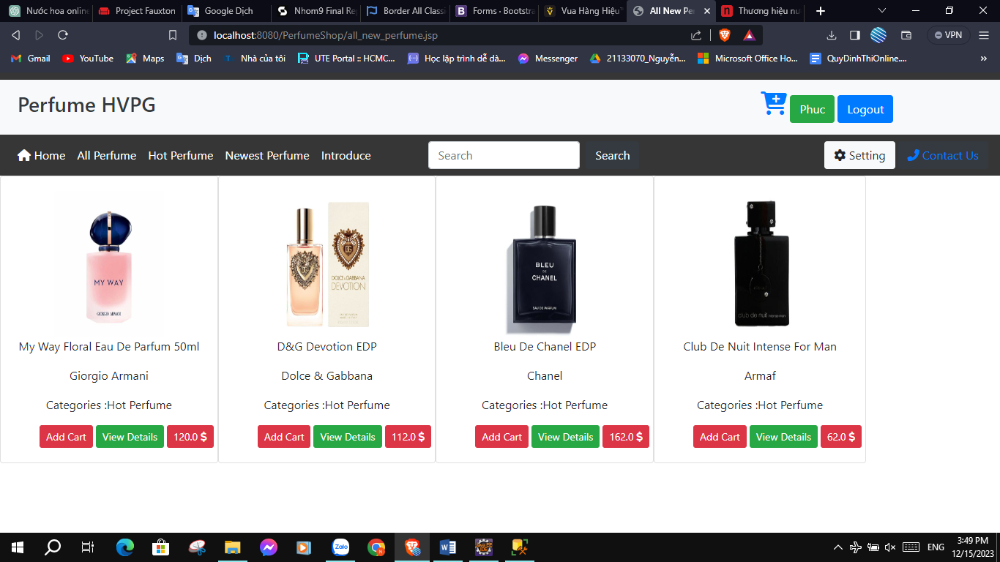 Nước hoa online
Project Fauxton
Google Dịch
Nhom9 Final Re
Border All Classi
Forms · Bootstra
Vua Hàng Hiệu
All New Per
Thương hiệu nư
localhost:8080/PerfumeShop/all_new_perfume.jsp
VPN
Gmail
YouTube
Maps
Dịch
Nhà của tôi
UTE Portal :: HCMC...
Học lập trình dễ dà...
Messenger
21133070_Nguyễn...
Microsoft Office Ho...
QuyDinhThiOnline....
Perfume HVPG
Phuc
Logout
Home
All Perfume
Hot Perfume
Newest Perfume
Introduce
Search
Search
Setting
Contact Us
MY WAY
GIORGIO ARMANI
DG
DOLCE & GABBANA
DEVOTION
BLEU
DE
CHANEL
EAU DE PARFUM
club de nuit intense man
My Way Floral Eau De Parfum 50ml
D&G Devotion EDP
Bleu De Chanel EDP
Club De Nuit Intense For Man
Giorgio Armani
Dolce & Gabbana
Chanel
Armaf
Categories :Hot Perfume
Categories :Hot Perfume
Categories :Hot Perfume
Categories :Hot Perfume
Add Cart View Details 120.0 $
Add Cart View Details 112.0 $
Add Cart View Details 162.0 $
Add Cart View Details 62.0 $
Zalo
ENG
3:49 PM
12/15/2023